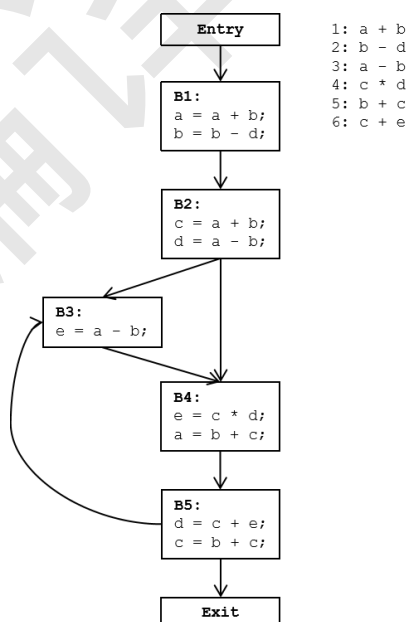 Entry
1: a + b
2: b - d
3: a - b
4: c * d
5: b + c
6: c + e
B1:
a = a + b;
b = b - d;
B2:
c = a + b;
d = a - b;
B3:
e = a - b;
B4:
e = c * d;
a = b + c;
B5:
d = c + e;
c = b + c;
Exit